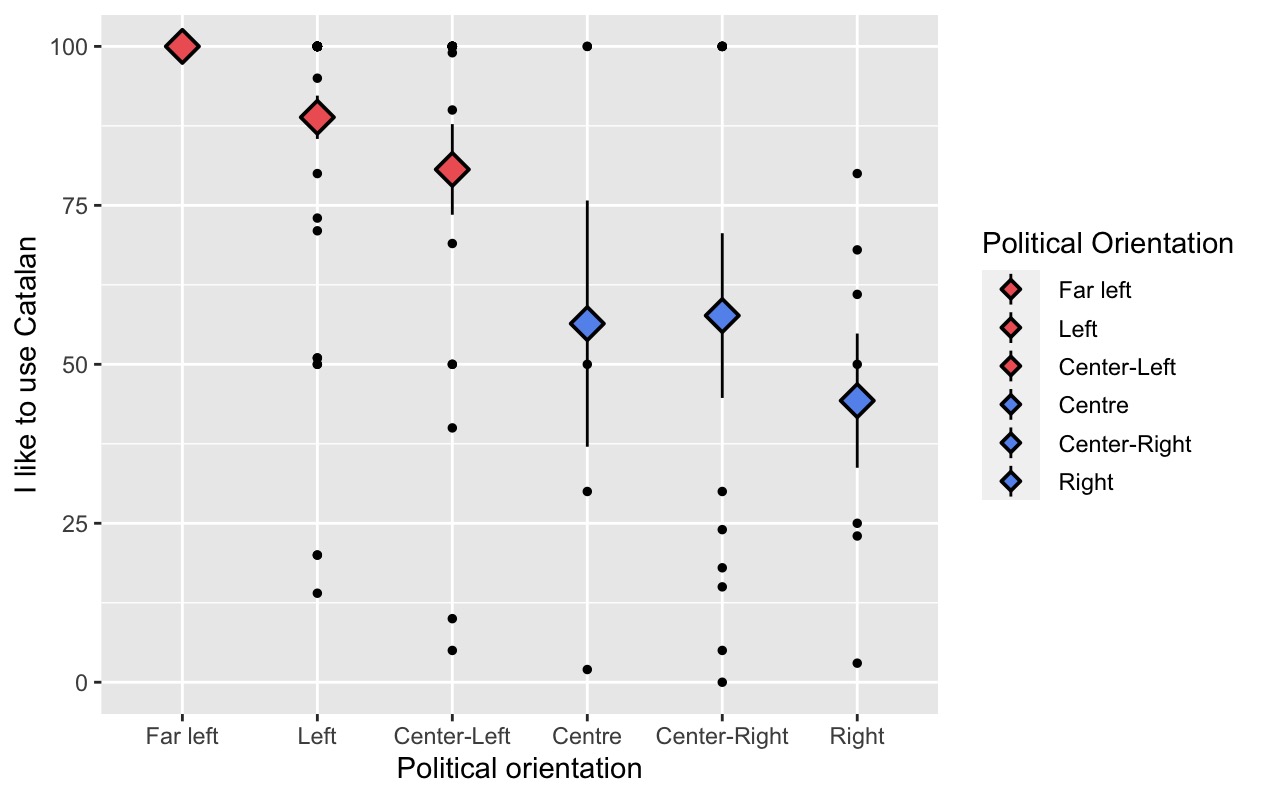 100
75
50
25
0
I like to use Catalan
Far left
Left
Center-Left
Centre
Center-Right
Right
Political orientation
Political Orientation
Far left
Left
Center-Left
Centre
Center-Right
Right